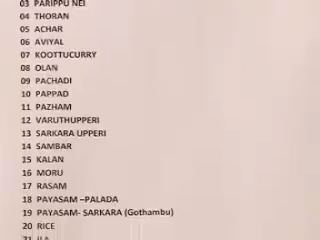 03 PARIPPU NEI
04 THORAN
05 ACHAR
06 AVIYAL
07 KOOTTUCURRY
08 OLAN
09 PACHADI
10 PAPPAD
11 PAZHAM
12 VARUTHUPPERI
13 SARKARA UPPERI
14 SAMBAR
15 KALAN
16 MORU
17 RASAM
18 PAYASAM –PALADA
19 PAYASAM- SARKARA (Gothambu)
20 RICE
21 ILA